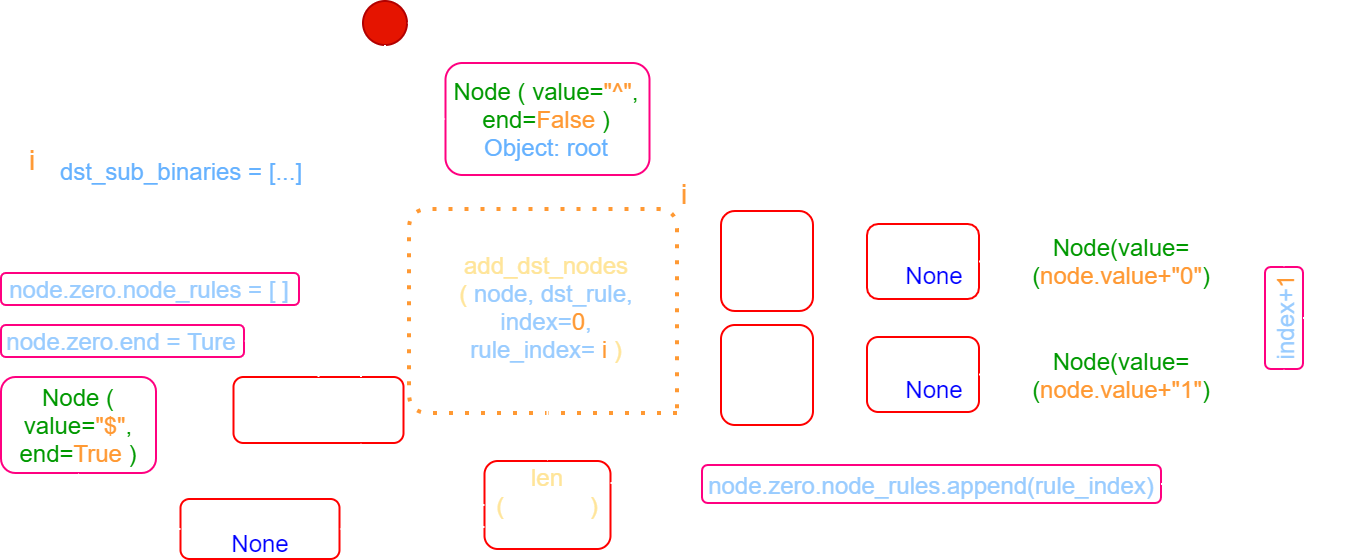 Node ( value="^",
end=False )
Object: root
i
dst_sub_binaries = [...]
i
add_dst_nodes
( node, dst_rule,
index=0,
rule_index= i )
None
Node(value=
(node.value+"0")
None
Node(value=
(node.value+"1")
index+1
node.zero.node_rules = [ ]
node.zero.end = Ture
Node (
value="$",
end=True )
len
( )
node.zero.node_rules.append(rule_index)
None